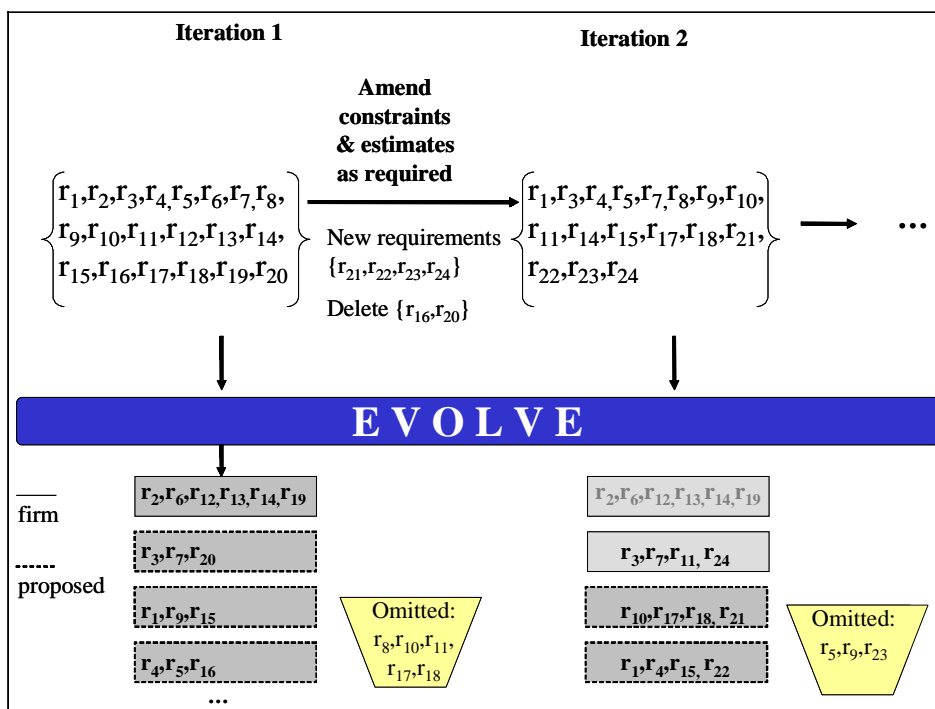 Iteration 1
Iteration 2
Amend
constraints
& estimates
as required
r1,r2,r3,r4,r5,r6,r7,r8,
r9,r10,r11,r12,r13,r14,
r15,r16,r17,r18,r19,r20
New requirements
{r21,r22,r23,r24}
Delete {r16,r20}
r1,r3,r4,r5,r7,r8,r9,r10,
r11,r14,r15,r17,r18,r21,
r22,r23,r24
...
EVOLVE
firm
proposed
r2,r6,r12,r13,r14,r19
r3,r7,r20
r1,r9,r15
r4,r5,r16
...
Omitted:
r8,r10,r11,
r17,r18
r2,r6,r12,r13,r14,r19
r3,r7,r11,r24
r10,r17,r18,r21
r1,r4,r15,r22
Omitted:
r5,r9,r23